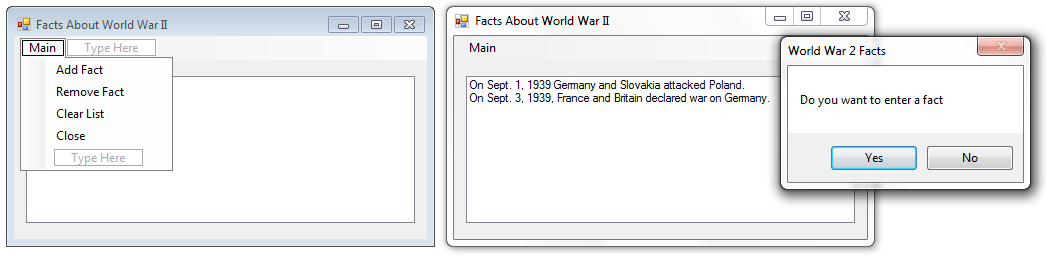 Facts About World War II
Main Type Here
Add Fact
Remove Fact
Clear List
Close
Type Here
Facts About World War II
Main
On Sept. 1, 1939 Germany and Slovakia attacked Poland.
On Sept. 3, 1939, France and Britain declared war on Germany.
World War 2 Facts
Do you want to enter a fact
Yes No